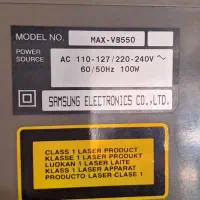 MODEL NO. MAX-VB550
POWER SOURCE AC 110-127/220-240V ~
60/50Hz 100W
SAMSUNG ELECTRONICS CO.,LTD.
CLASS 1 LASER PRODUCT
KLASSE 1 LASER PRODUKT
LUOKAN 1 LASER LAITE
KLASS 1 LASER APPARAT
PRODUCTO LASER CLASE 1